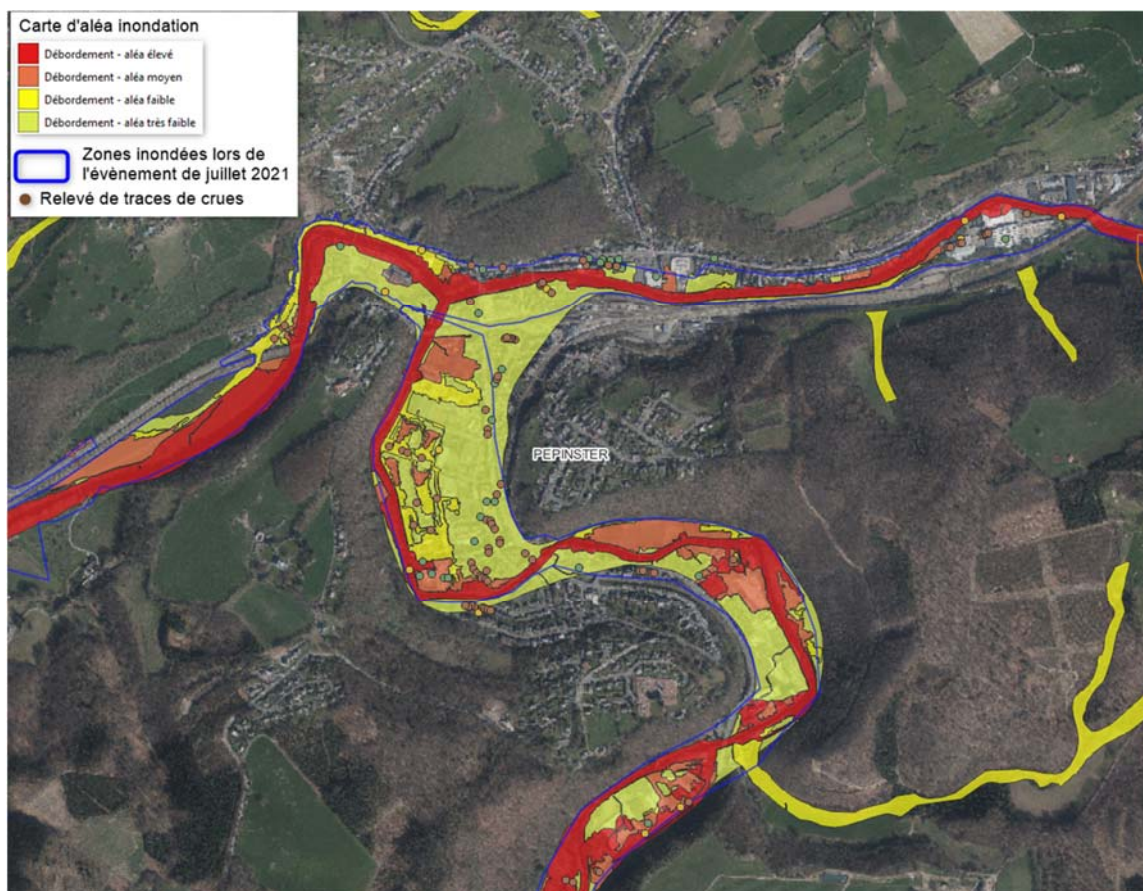 Carte d'aléa inondation
Débordement - aléa élevé
Débordement - aléa moyen
Débordement - aléa faible
Débordement - aléa très faible
Zones inondées lors de
l'évènement de juillet 2021
Relevé de traces de crues
PEPINSTER